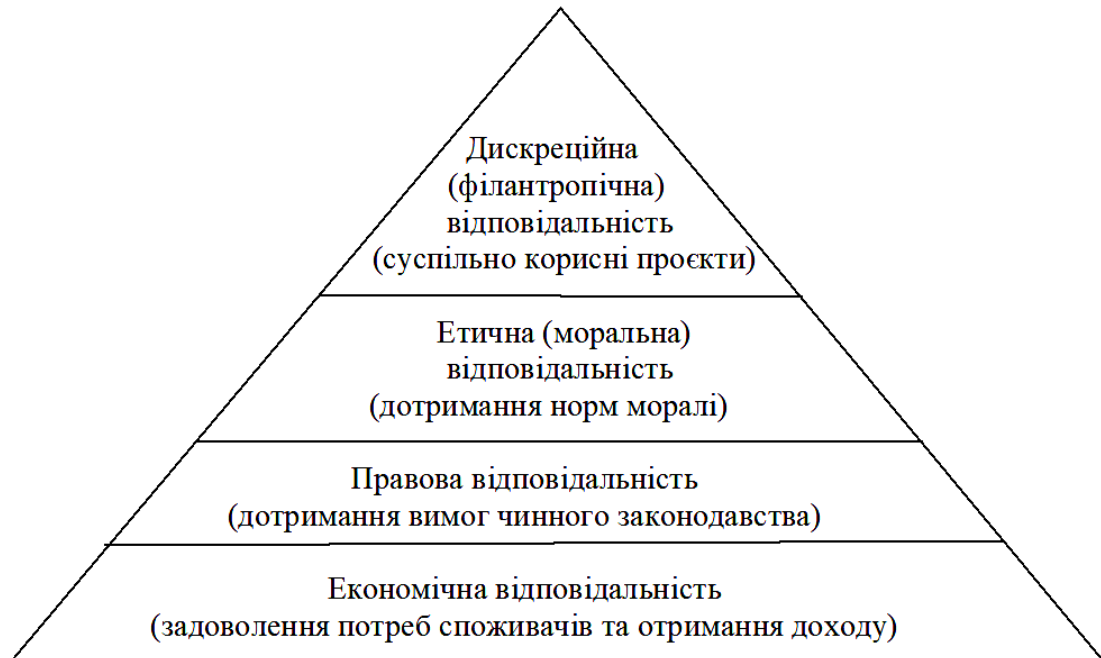 Дискреційна
(філантропічна)
відповідальність
(суспільно корисні проєкти)
Етична (моральна)
відповідальність
(дотримання норм моралі)
Правова відповідальність
(дотримання вимог чинного законодавства)
Економічна відповідальність
(задоволення потреб споживачів та отримання доходу)